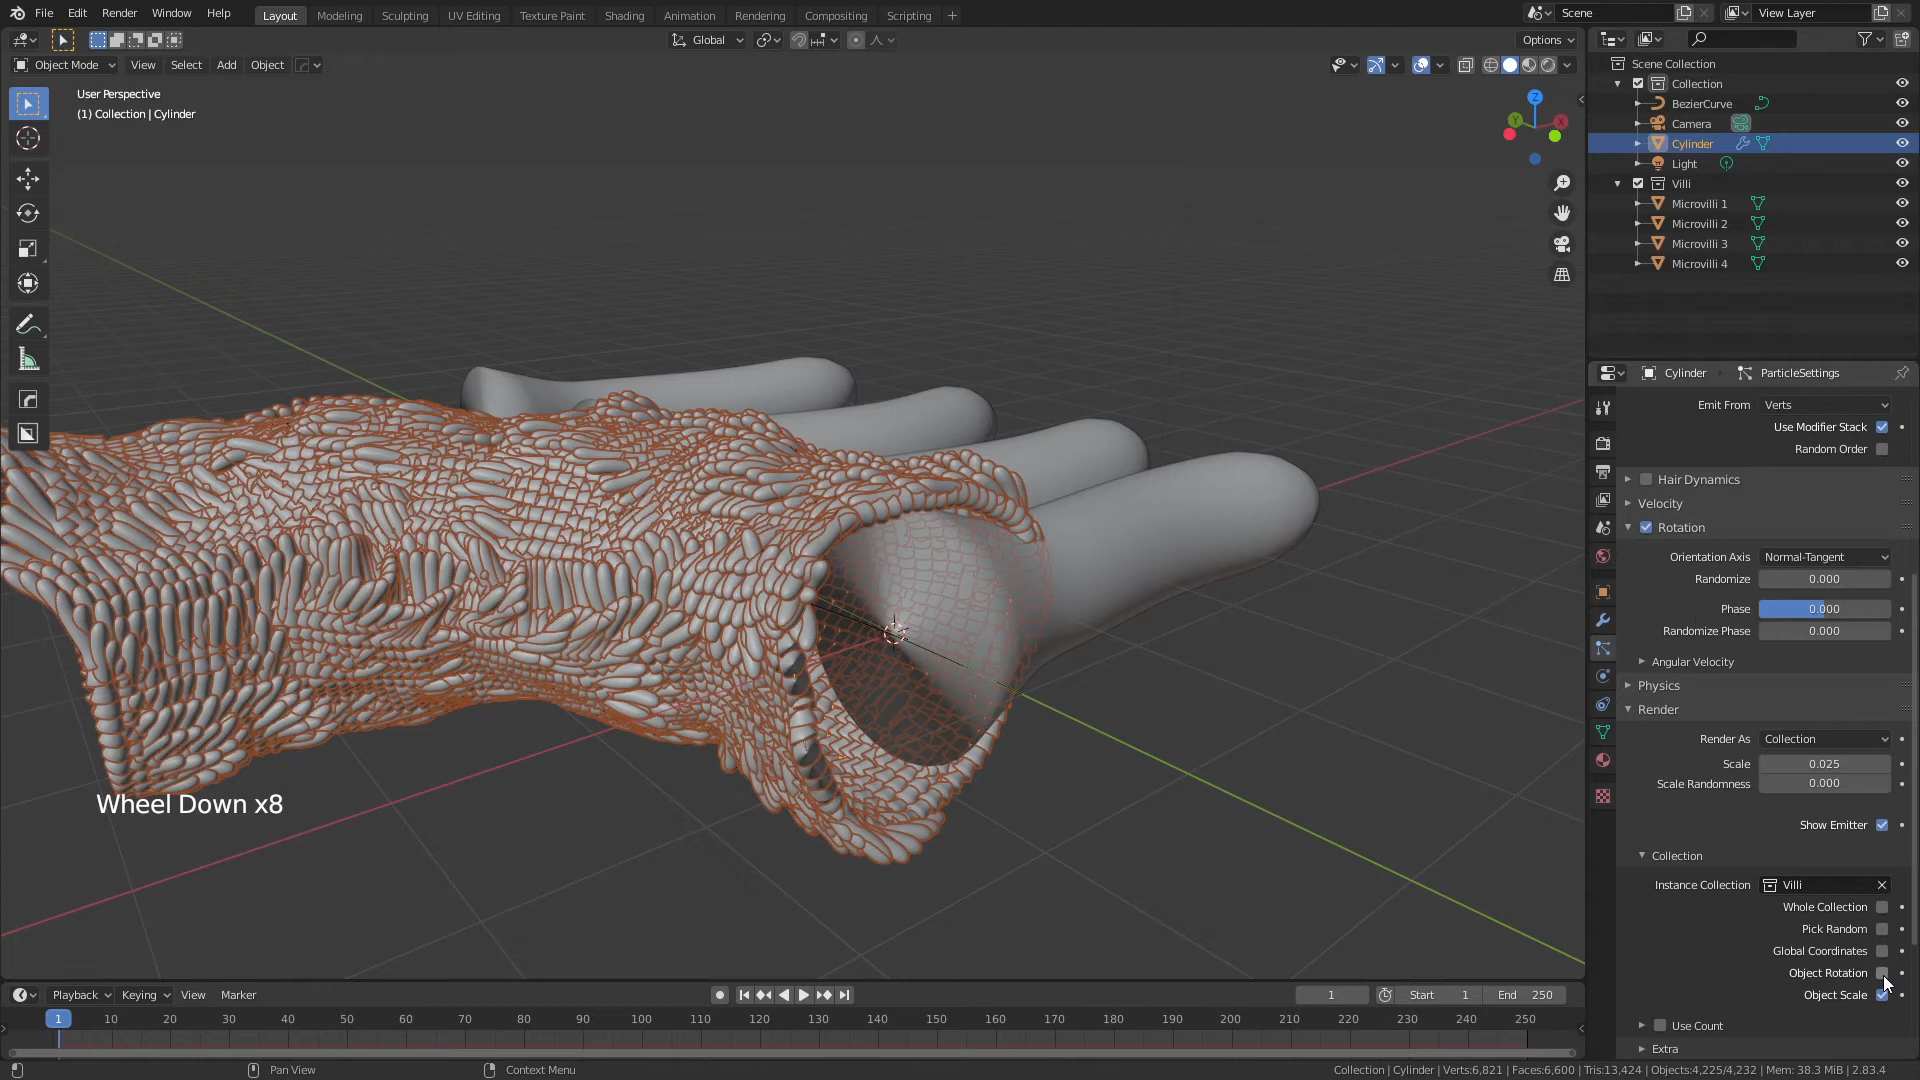 File Edit Render Window Help Layout Modeling Sculpting UV Editing Texture Paint Shading Animation Rendering Compositing Scripting + Scene View Layer
Global Options
Object Mode View Select Add Object
User Perspective
(1) Collection | Cylinder
Z
Y X
Scene Collection
Collection
BezierCurve
Camera
Cylinder
Light
Villi
Microvilli 1
Microvilli 2
Microvilli 3
Microvilli 4
Cylinder ParticleSettings
Emit From Verts
Use Modifier Stack
Random Order
Hair Dynamics
Velocity
Rotation
Orientation Axis Normal-Tangent
Randomize 0.000
Phase 0.000
Randomize Phase 0.000
Angular Velocity
Physics
Render
Render As Collection
Scale 0.025
Scale Randomness 0.000
Show Emitter
Collection
Instance Collection Villi
Whole Collection
Pick Random
Global Coordinates
Object Rotation
Object Scale
Use Count
Extra
Wheel Down x8
Playback Keying View Marker 1 Start 1 End 250
1 10 20 30 40 50 60 70 80 90 100 110 120 130 140 150 160 170 180 190 200 210 220 230 240 250
Pan View Context Menu Collection | Cylinder | Verts:6,821 | Faces:6,600 | Tris:13,424 | Objects:4,225/4,232 | Mem: 38.3 MiB | 2.83.4